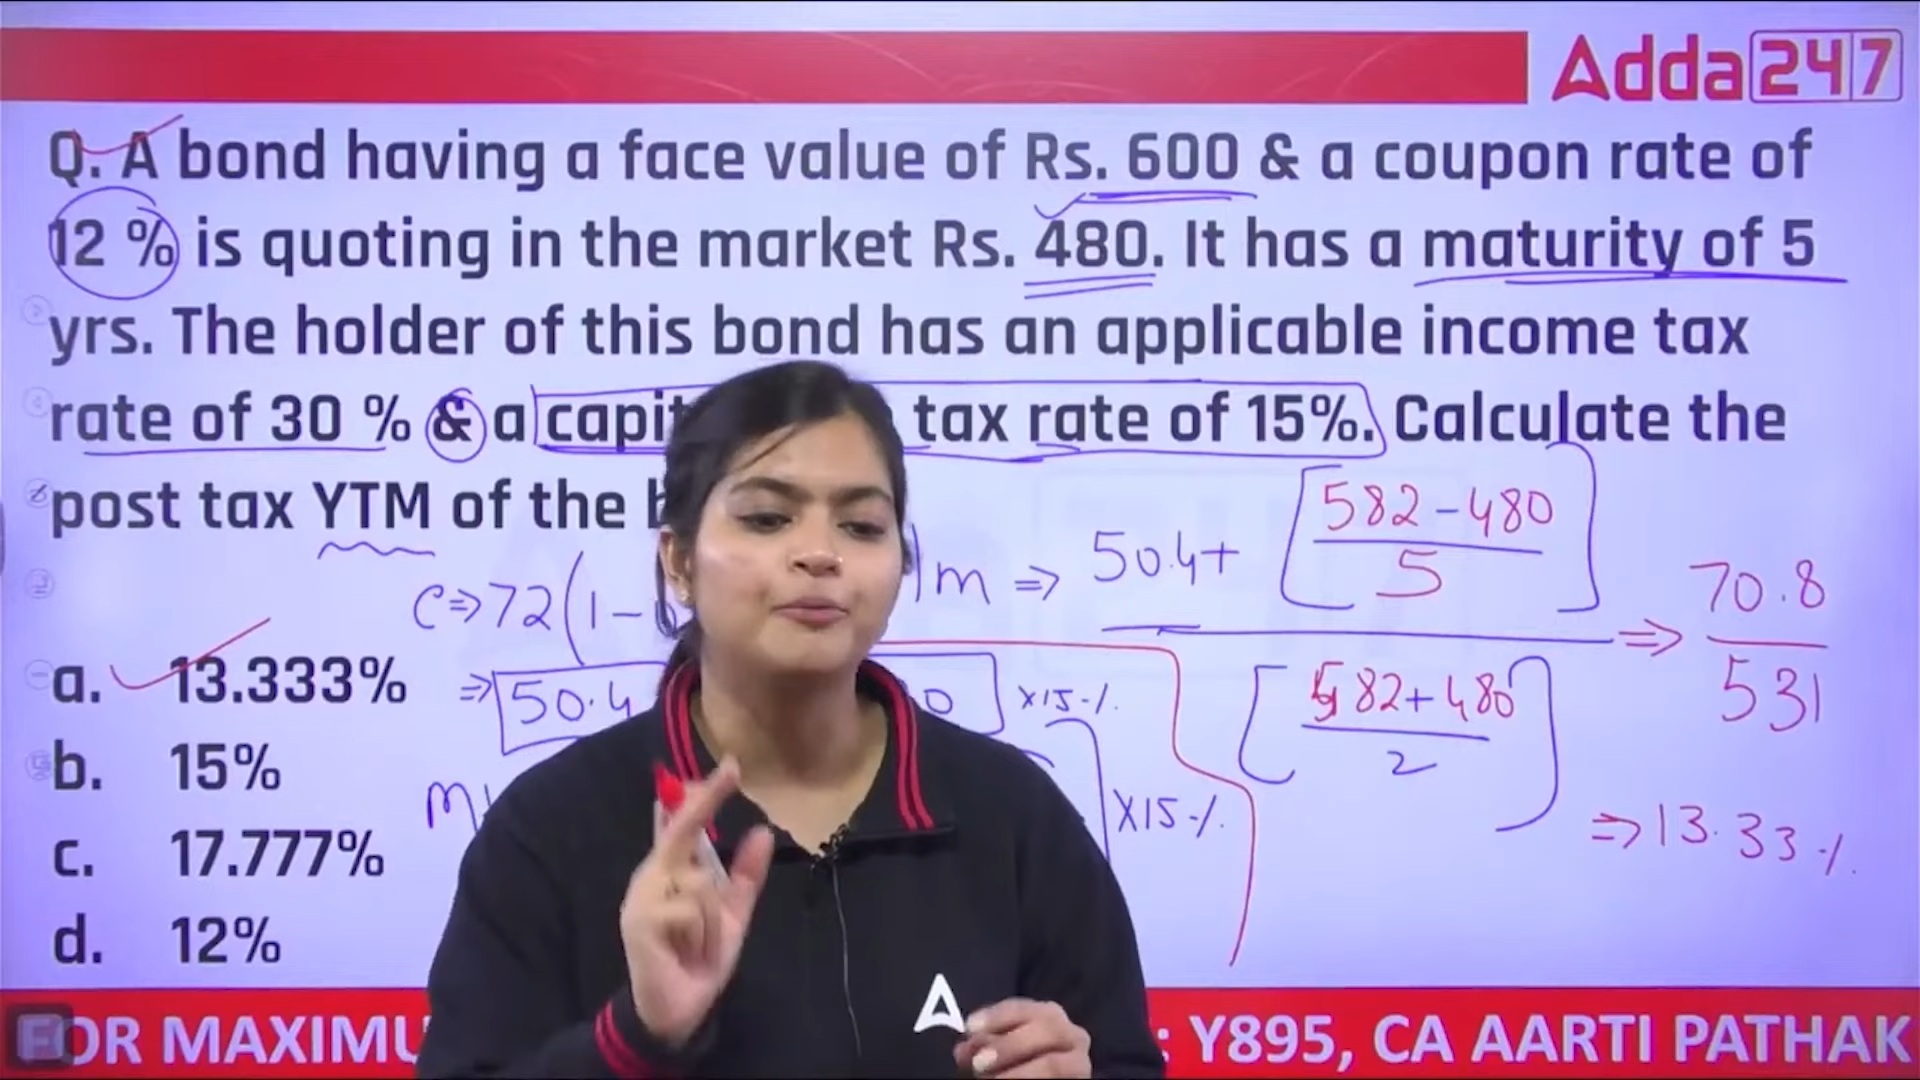 Adda247
Q. A bond having a face value of Rs. 600 & a coupon rate of
12 % is quoting in the market Rs. 480. It has a maturity of 5
yrs. The holder of this bond has an applicable income tax
rate of 30 % & a capi tax rate of 15%. Calculate the
post tax YTM of the
C⇒72(1-
m ⇒ 50.4+ [582-480/5]
[582+480/2]
⇒ 70.8/531
⇒ 13.33%.
⇒ 50.4
0 ×15%.
×15%.
a. 13.333%
b. 15%
c. 17.777%
d. 12%
FOR MAXIMU : Y895, CA AARTI PATHAK